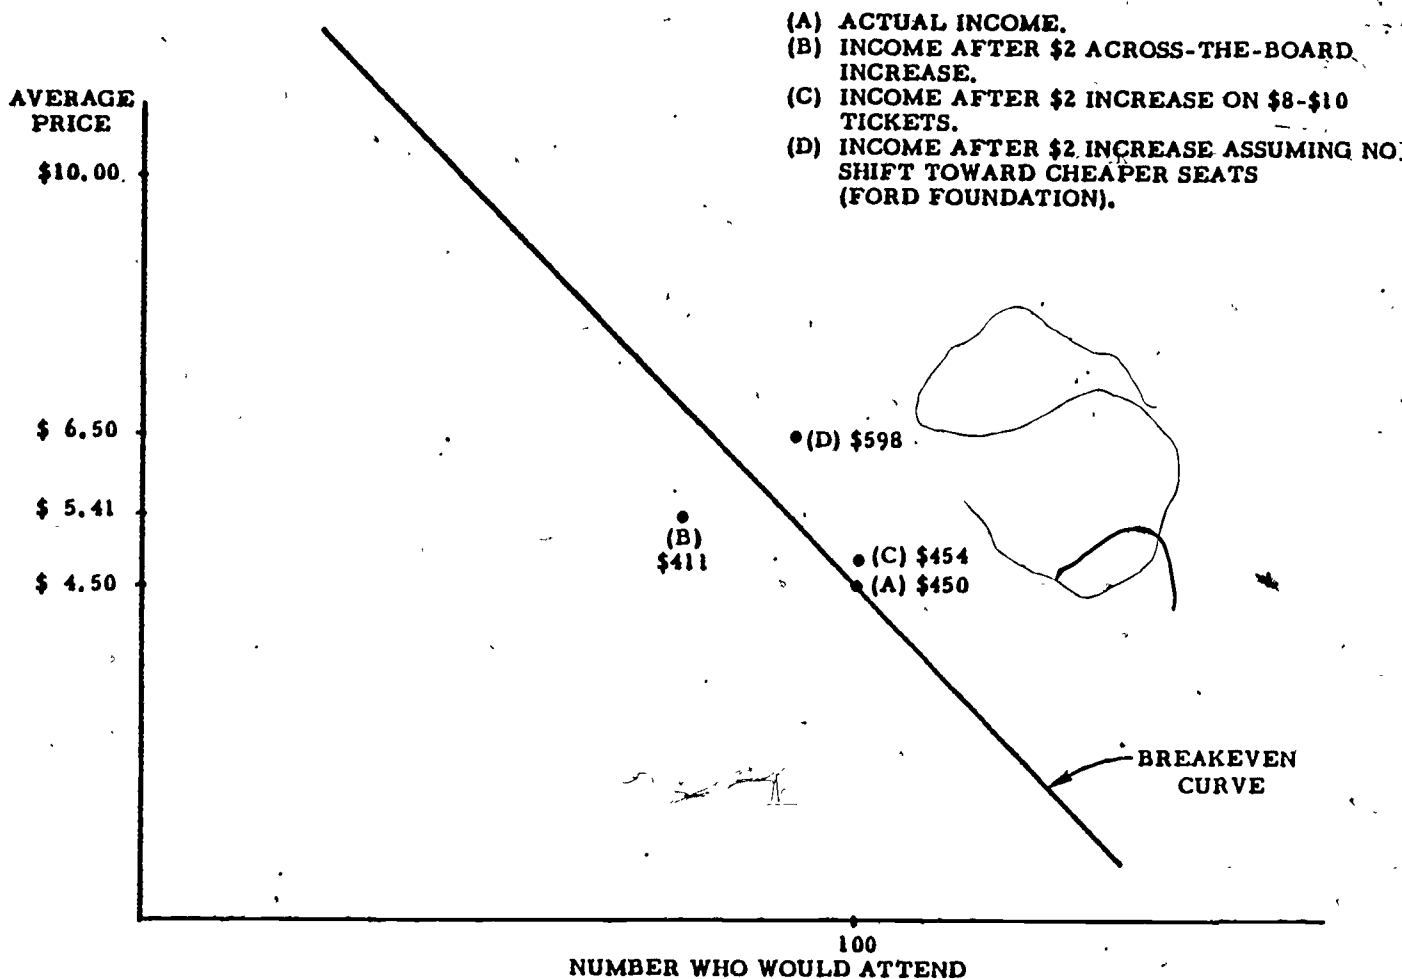 (A) ACTUAL INCOME.
(B) INCOME AFTER $2 ACROSS-THE-BOARD
INCREASE.
(C) INCOME AFTER $2 INCREASE ON $8-$10
TICKETS.
(D) INCOME AFTER $2 INCREASE ASSUMING NO
SHIFT TOWARD CHEAPER SEATS
(FORD FOUNDATION).
AVERAGE
PRICE
$10.00
$ 6.50
$ 5.41
$ 4.50
(D) $598
(B)
$411
(C) $454
(A) $450
BREAKEVEN
CURVE
100
NUMBER WHO WOULD ATTEND